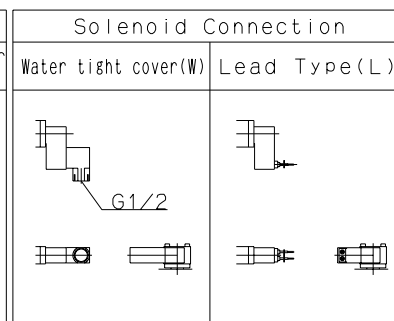 Solenoid Connection
Water tight cover(W)
Lead Type(L)
G1/2